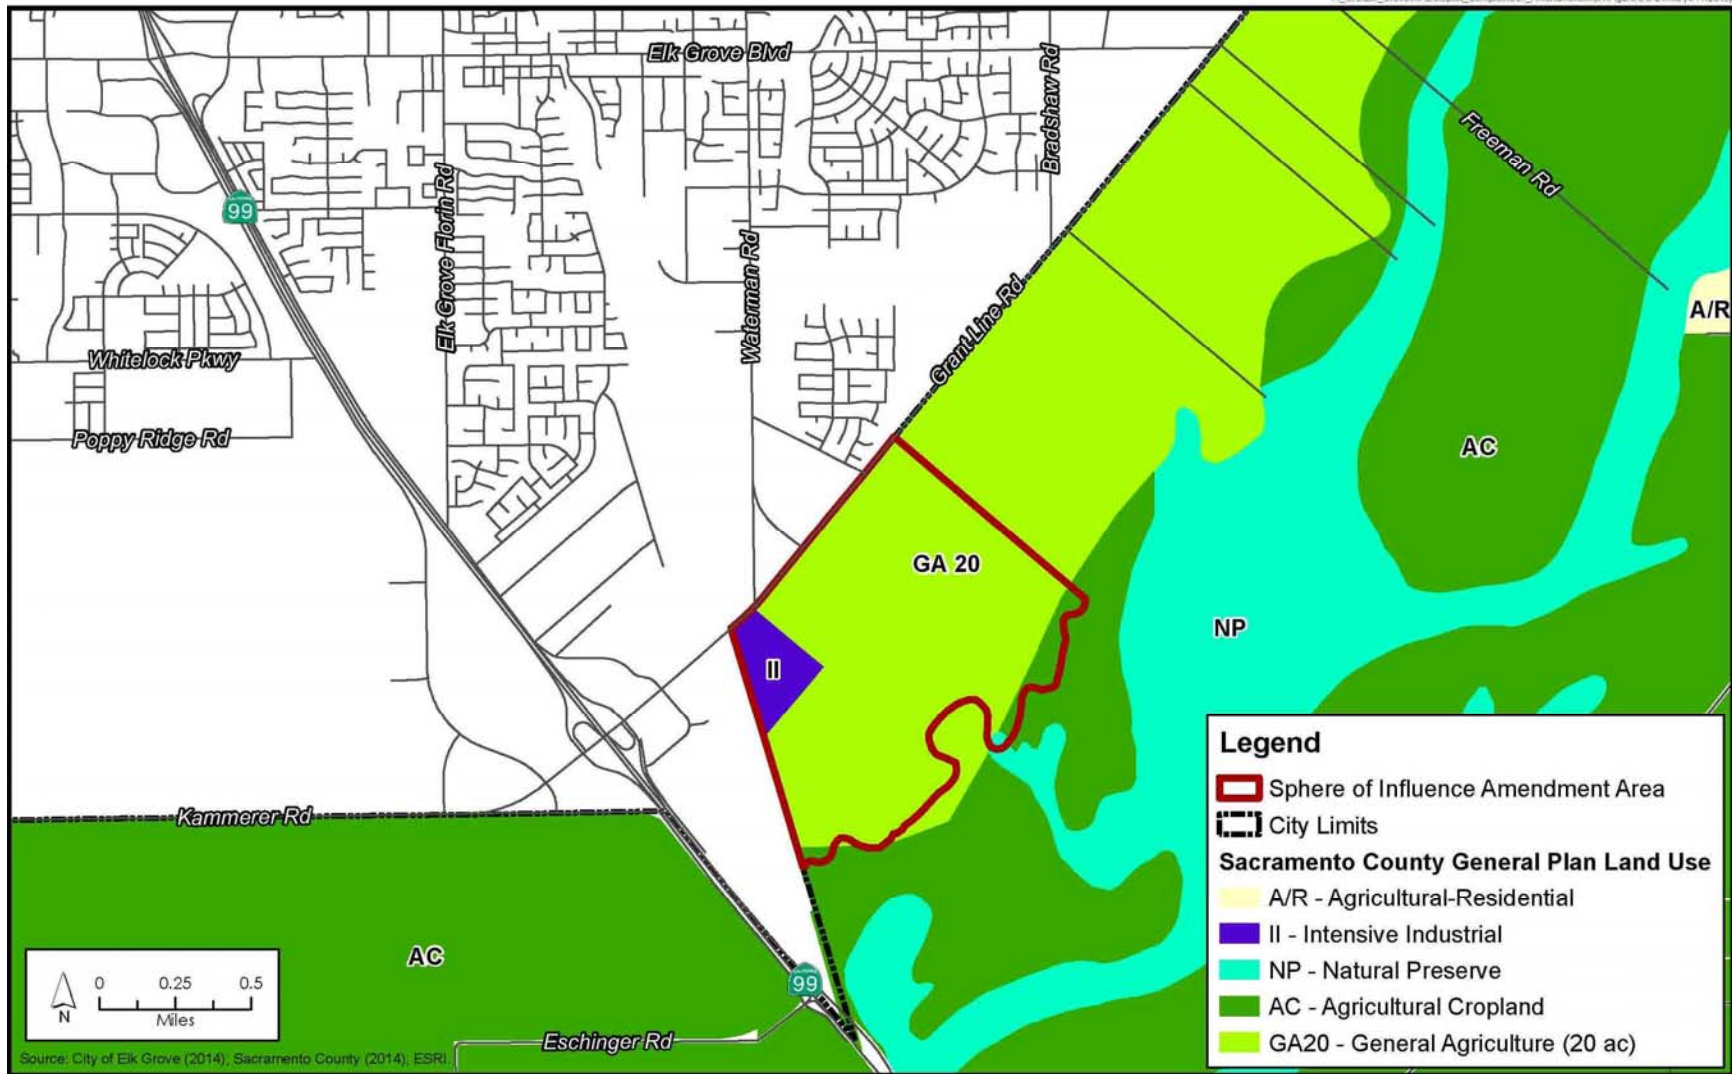 Elk Grove Blvd
Bradshaw Rd
Freeman Rd
99
Elk Grove Florin Rd
Waterman Rd
Grant Line Rd
A/R
Whitelock Pkwy
Poppy Ridge Rd
AC
GA 20
NP
II
Kammerer Rd
AC
99
Eschinger Rd
0 0.25 0.5
Miles
N
Source: City of Elk Grove (2014); Sacramento County (2014); ESRI.
Legend
Sphere of Influence Amendment Area
City Limits
Sacramento County General Plan Land Use
A/R - Agricultural-Residential
II - Intensive Industrial
NP - Natural Preserve
AC - Agricultural Cropland
GA20 - General Agriculture (20 ac)